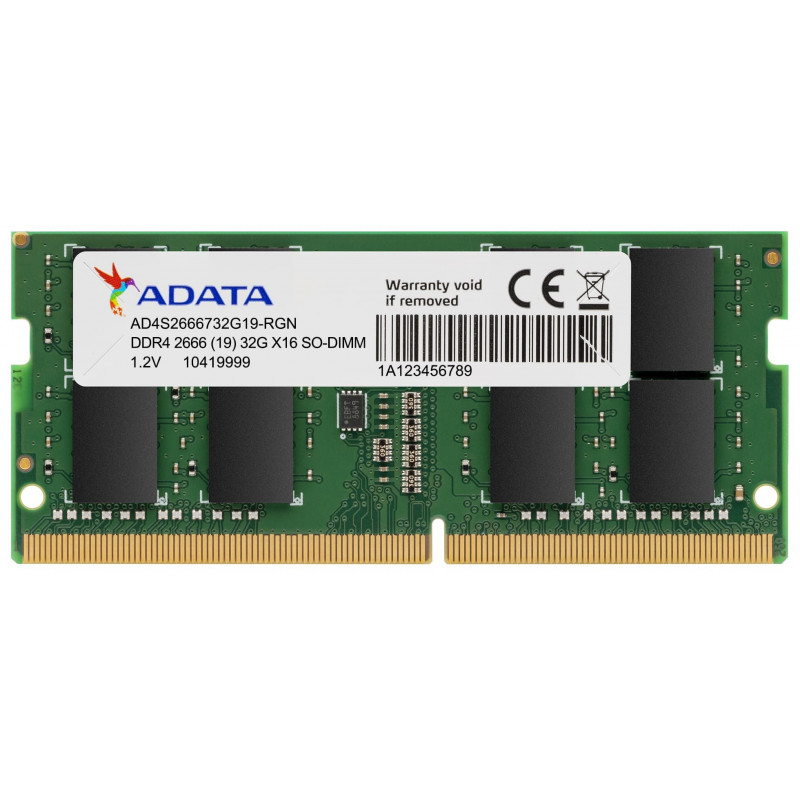 ADATA
AD4S2666732G19-RGN
DDR4 2666 (19) 32G X16 SO-DIMM
1.2V 10419999
Warranty void
if removed
CE
1A123456789